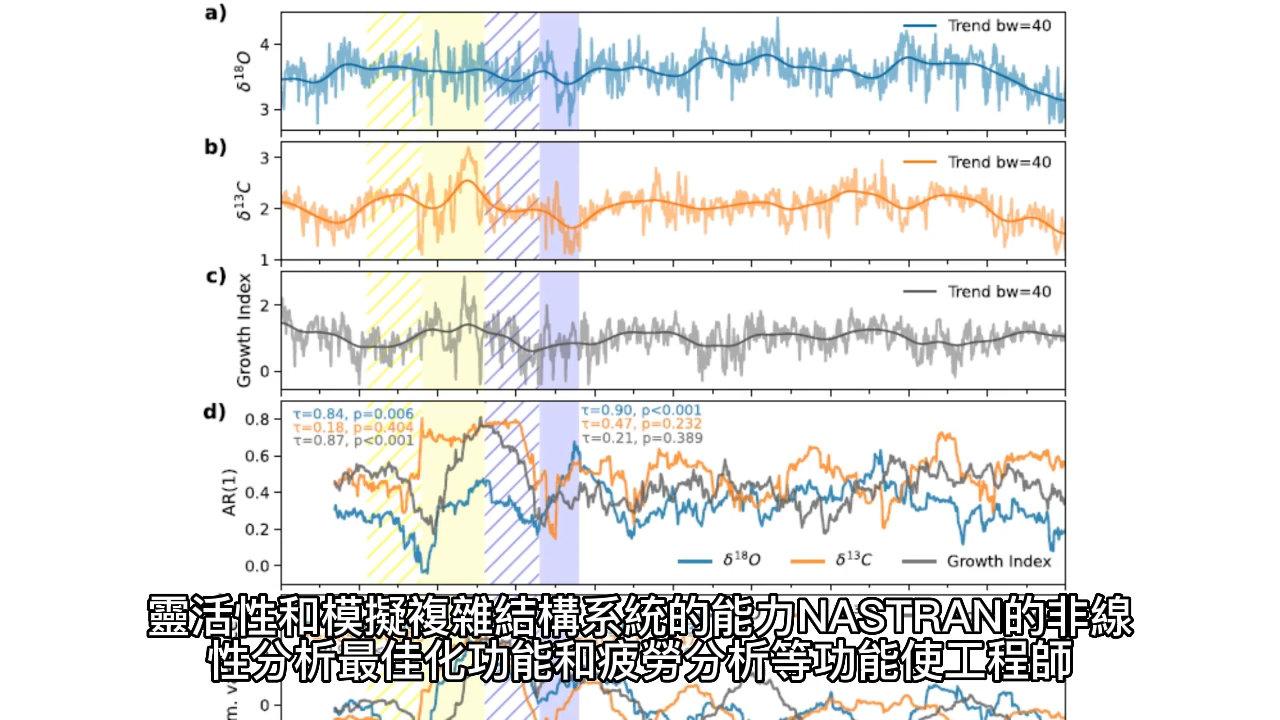 a)
Trend bw=40
δ18O
4
3
b)
Trend bw=40
δ13C
3
2
1
c)
Trend bw=40
Growth Index
2
0
d)
τ=0.84, p=0.006
τ=0.18, p=0.404
τ=0.87, p<0.001
τ=0.90, p<0.001
τ=0.47, p=0.232
τ=0.21, p=0.389
AR(1)
0.8
0.6
0.4
0.2
0.0
δ18O
δ13C
Growth Index
靈活性和模擬複雜結構系統的能力NASTRAN的非線
性分析最佳化功能和疲勞分析等功能使工程師
0